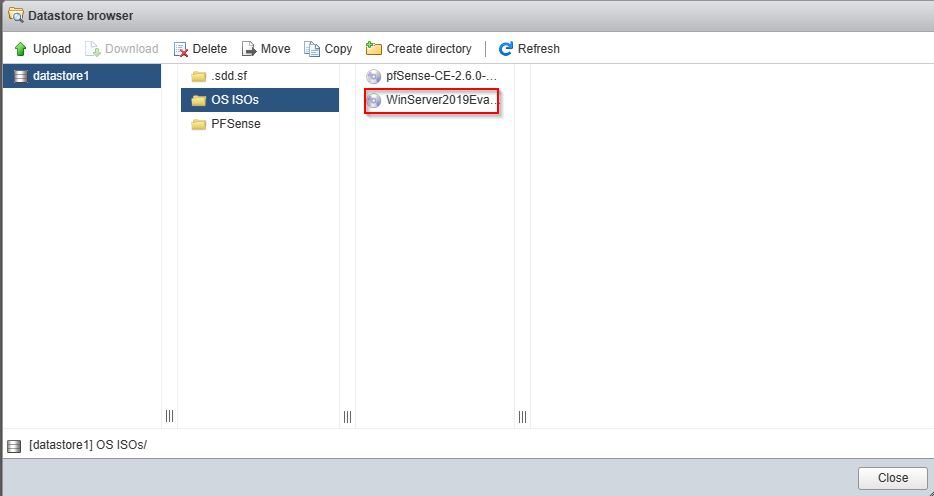 Datastore browser
Upload Download Delete Move Copy Create directory Refresh
datastore1 .sdd.sf pfSense-CE-2.6.0-...
OS ISOs WinServer2019Eva...
PFSense
[datastore1] OS ISOs/
Close